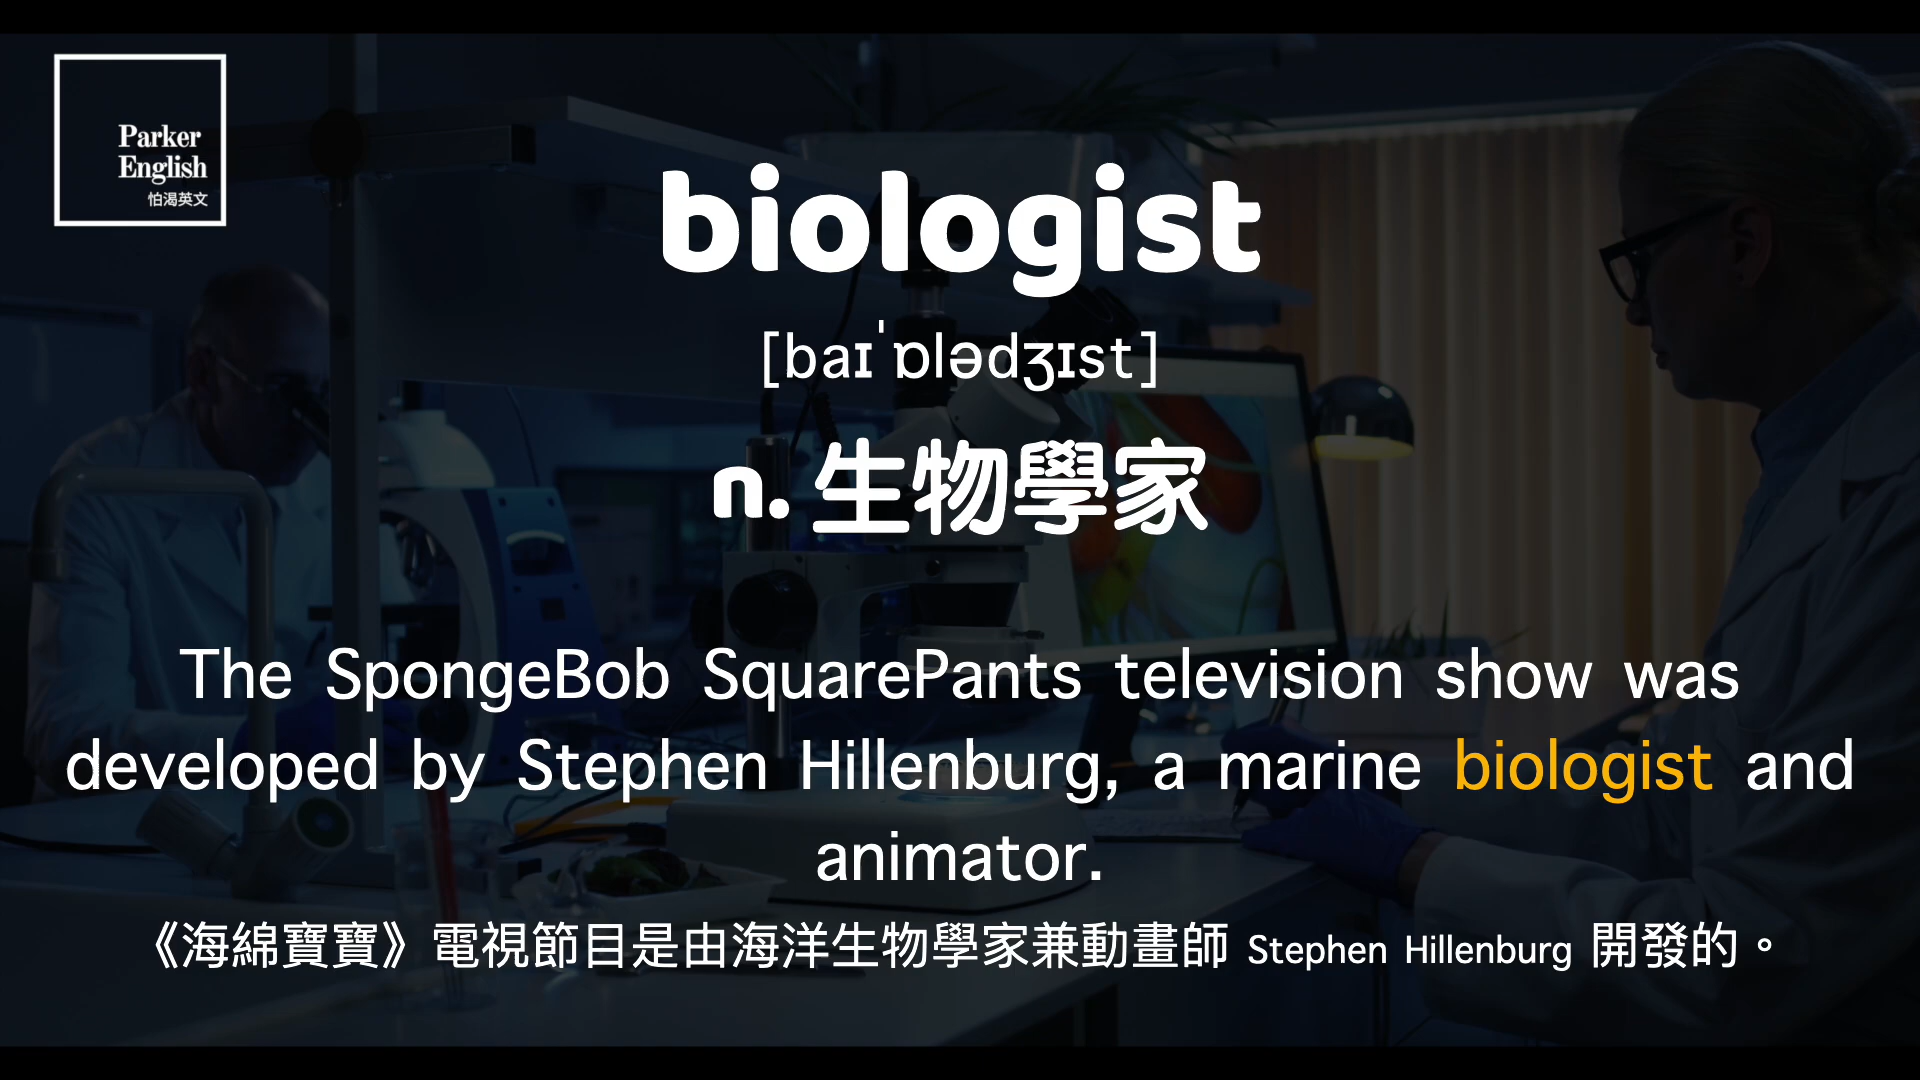 Parker
English
怕渴英文
biologist
[baɪˈɒlədʒɪst]
n.生物學家
The SpongeBob SquarePants television show was
developed by Stephen Hillenburg, a marine biologist and
animator.
《海綿寶寶》電視節目是由海洋生物學家兼動畫師 Stephen Hillenburg 開發的。